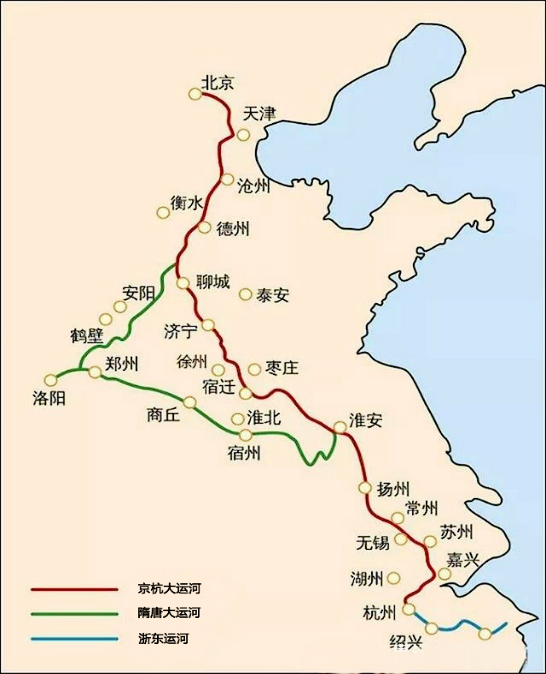 北京
天津
沧州
衡水
德州
聊城
安阳
泰安
鹤壁
济宁
郑州
徐州
枣庄
洛阳
宿迁
商丘
淮北
淮安
宿州
扬州
常州
无锡
苏州
嘉兴
湖州
杭州
绍兴
京杭大运河
隋唐大运河
浙东运河